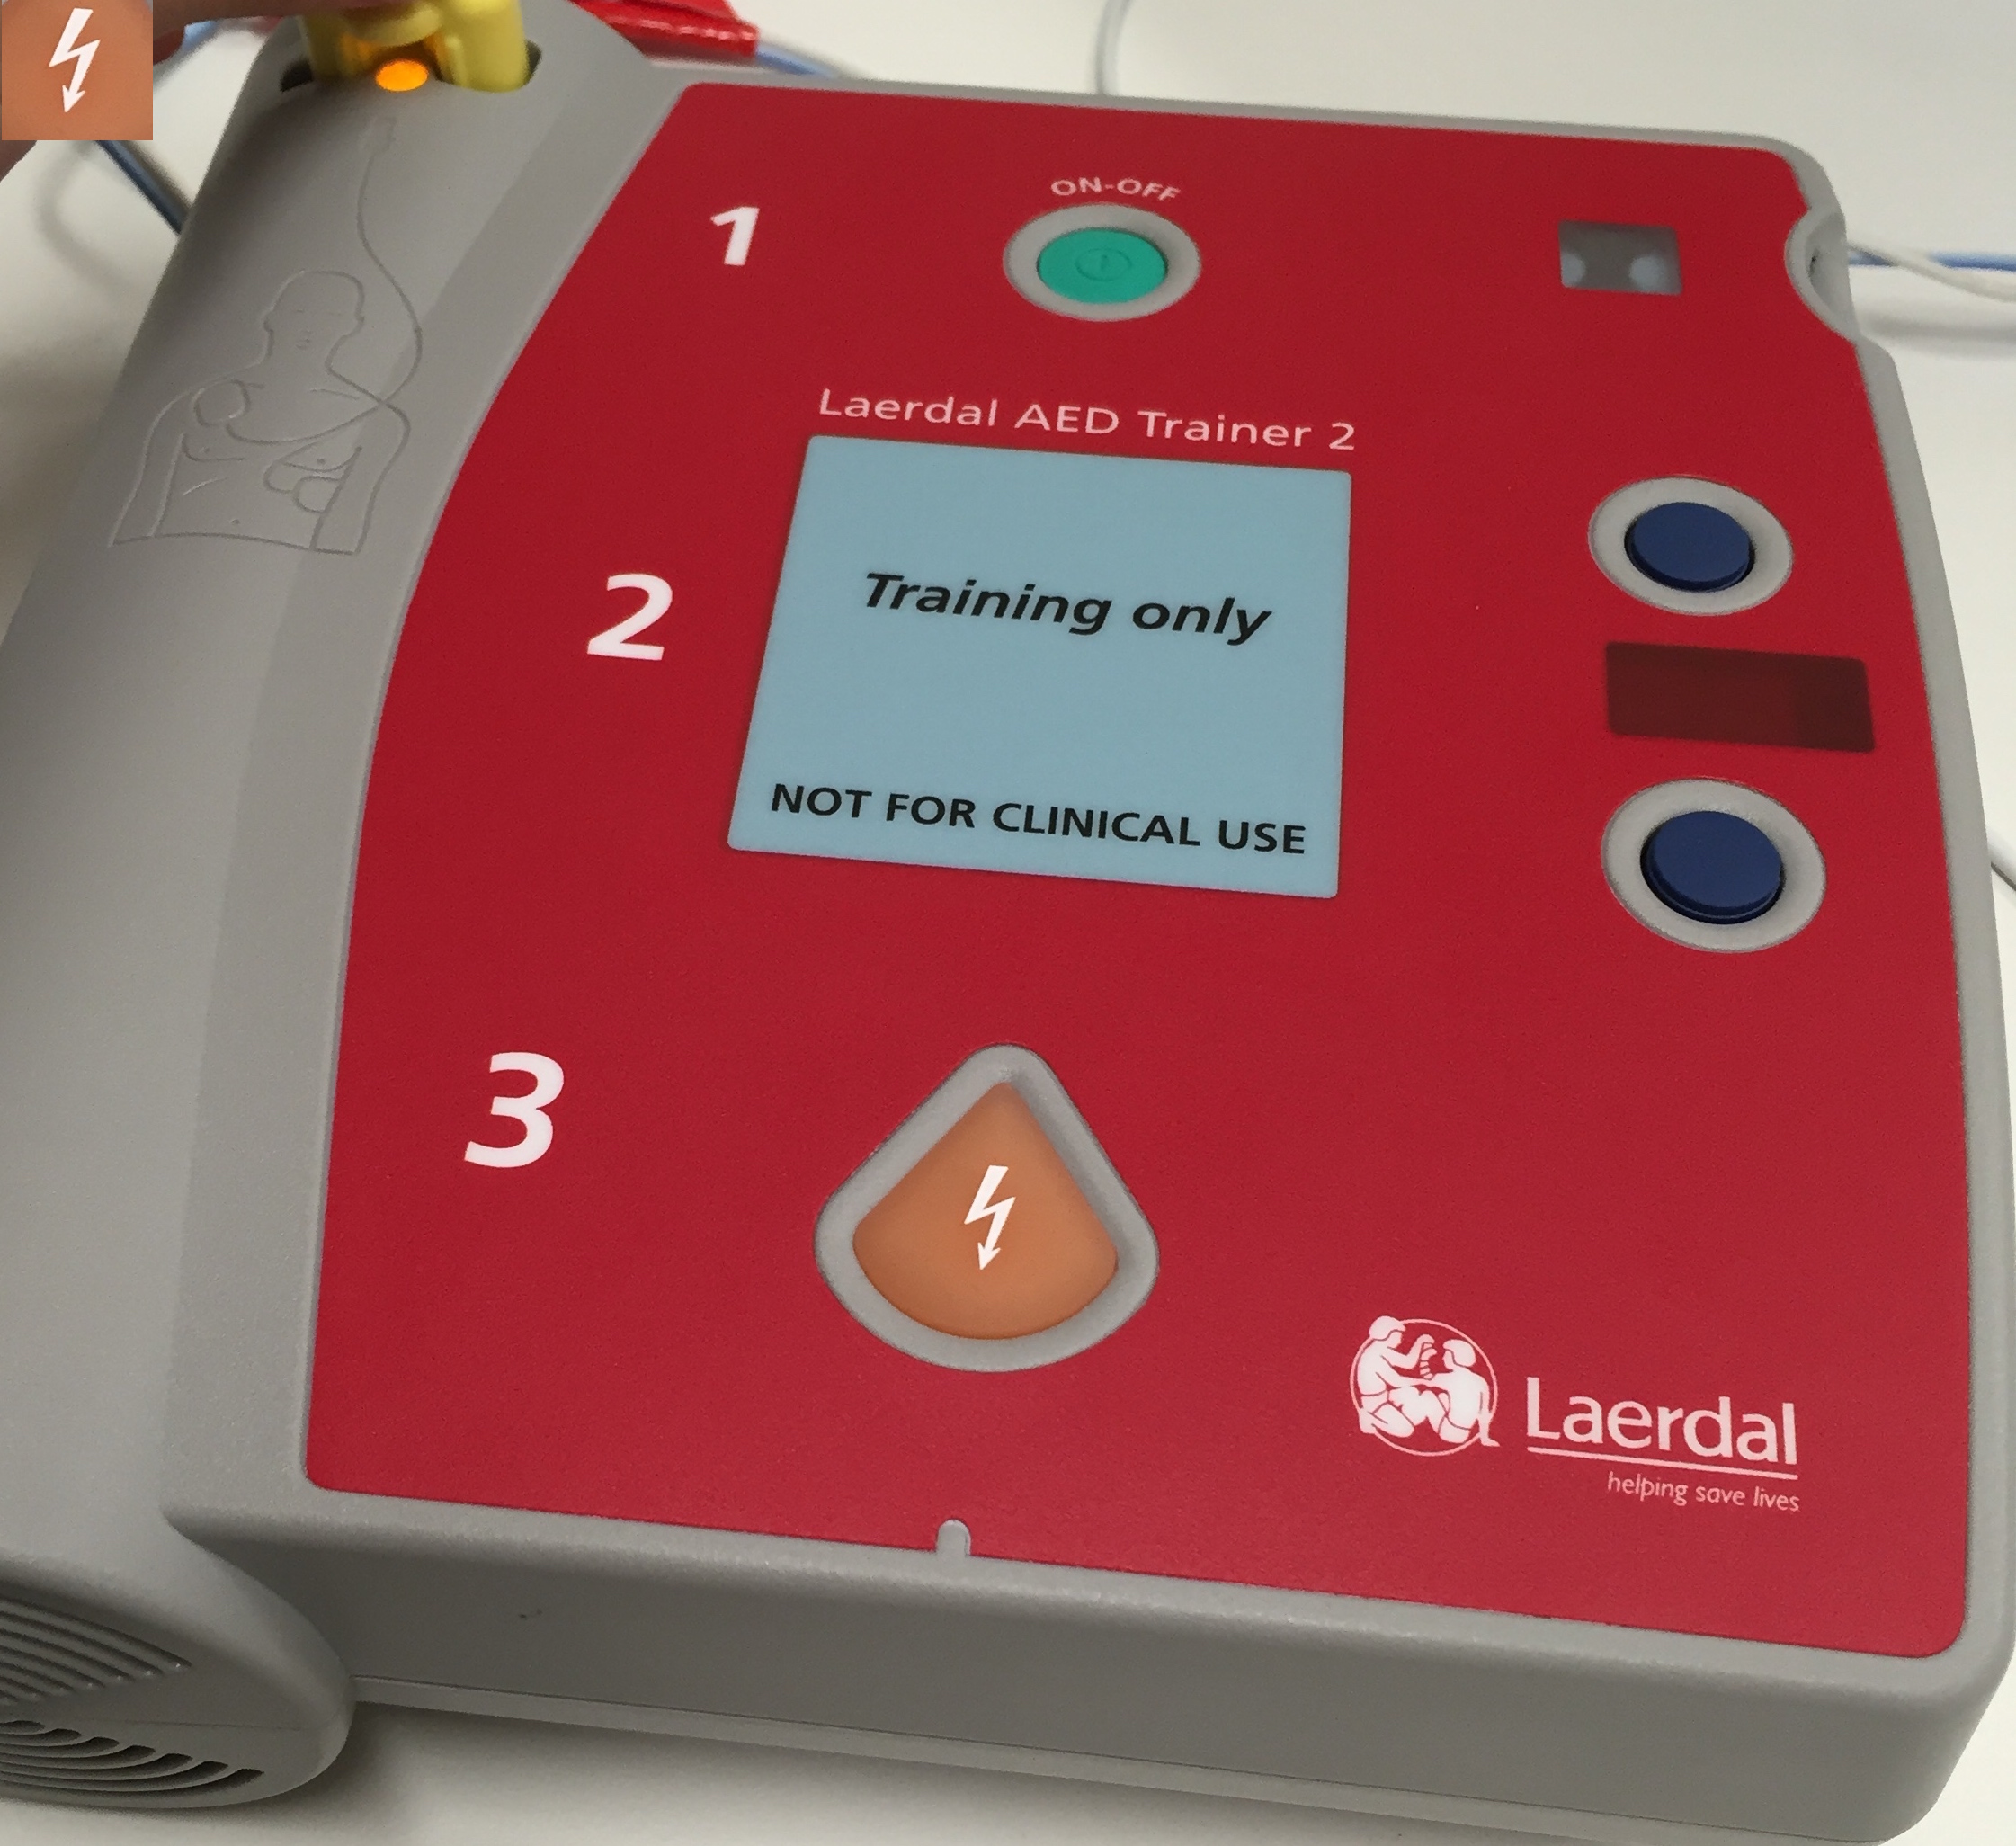 1
ON-OFF
Laerdal AED Trainer 2
2
Training only
NOT FOR CLINICAL USE
3
Laerdal
helping save lives